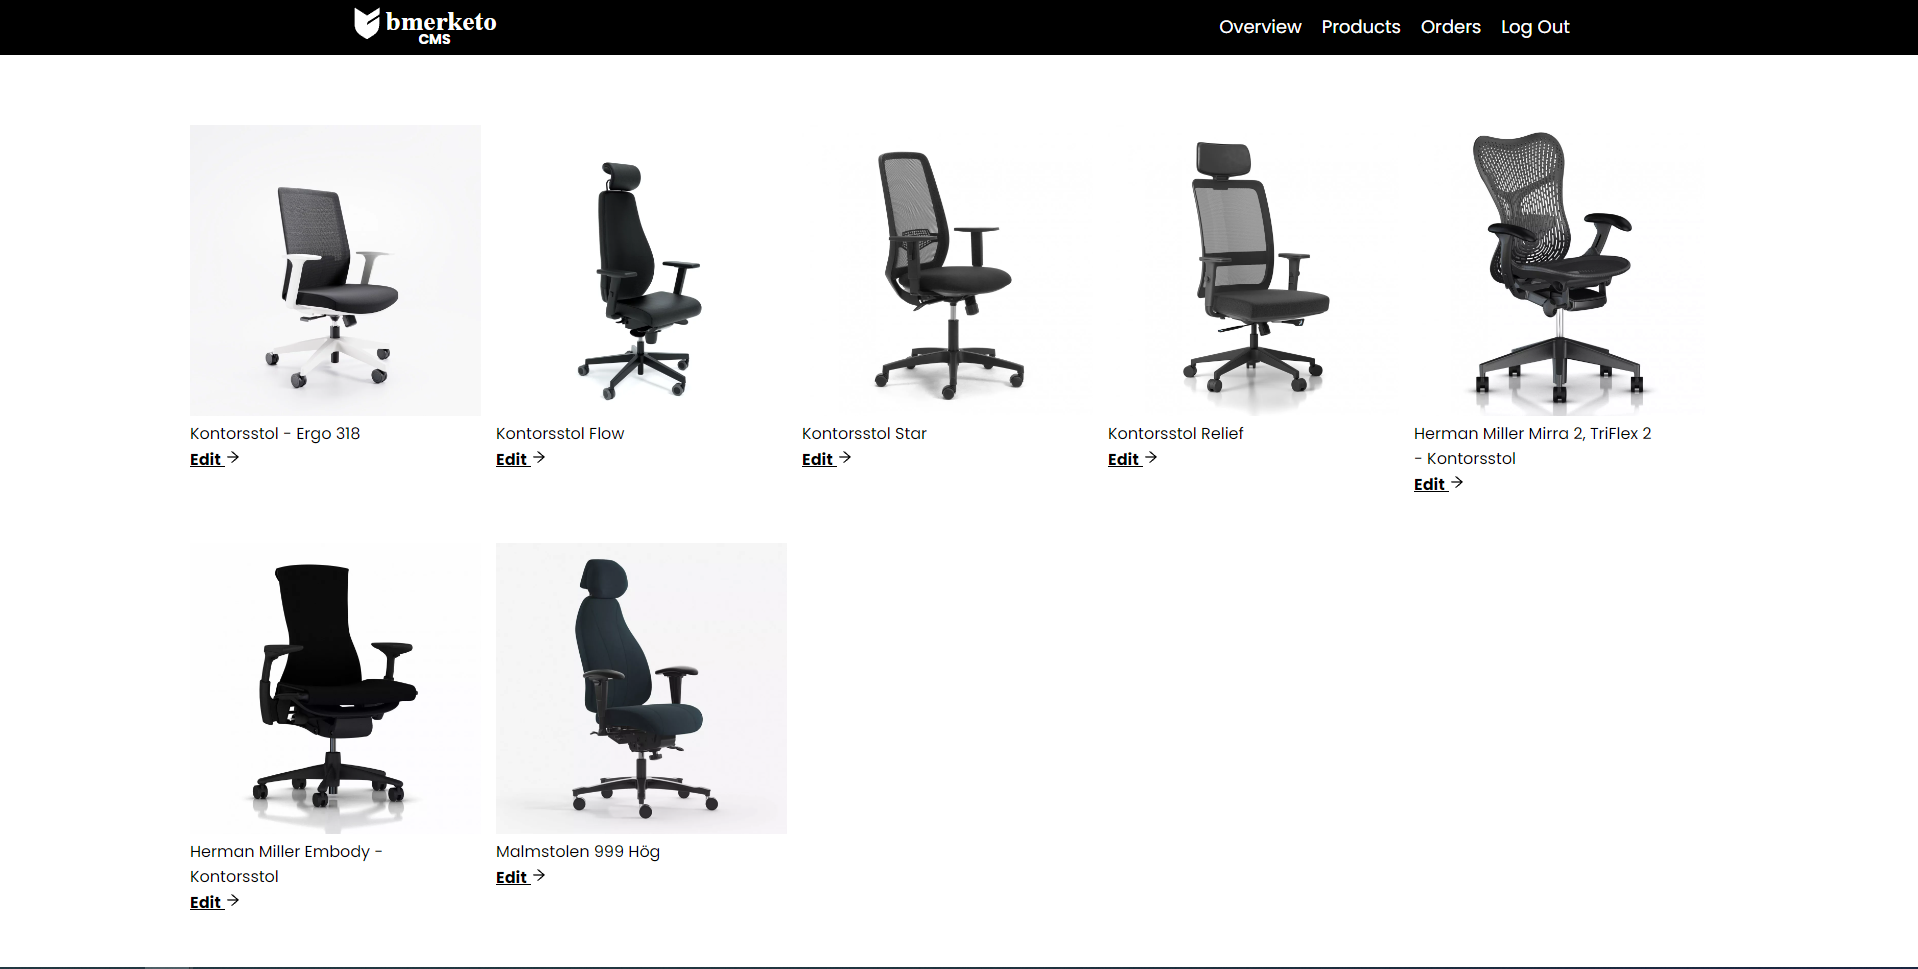 bmerketo
CMS
Overview Products Orders Log Out
Kontorsstol - Ergo 318
Edit →
Kontorsstol Flow
Edit →
Kontorsstol Star
Edit →
Kontorsstol Relief
Edit →
Herman Miller Mirra 2, TriFlex 2
- Kontorsstol
Edit →
Herman Miller Embody -
Kontorsstol
Edit →
Malmstolen 999 Hög
Edit →